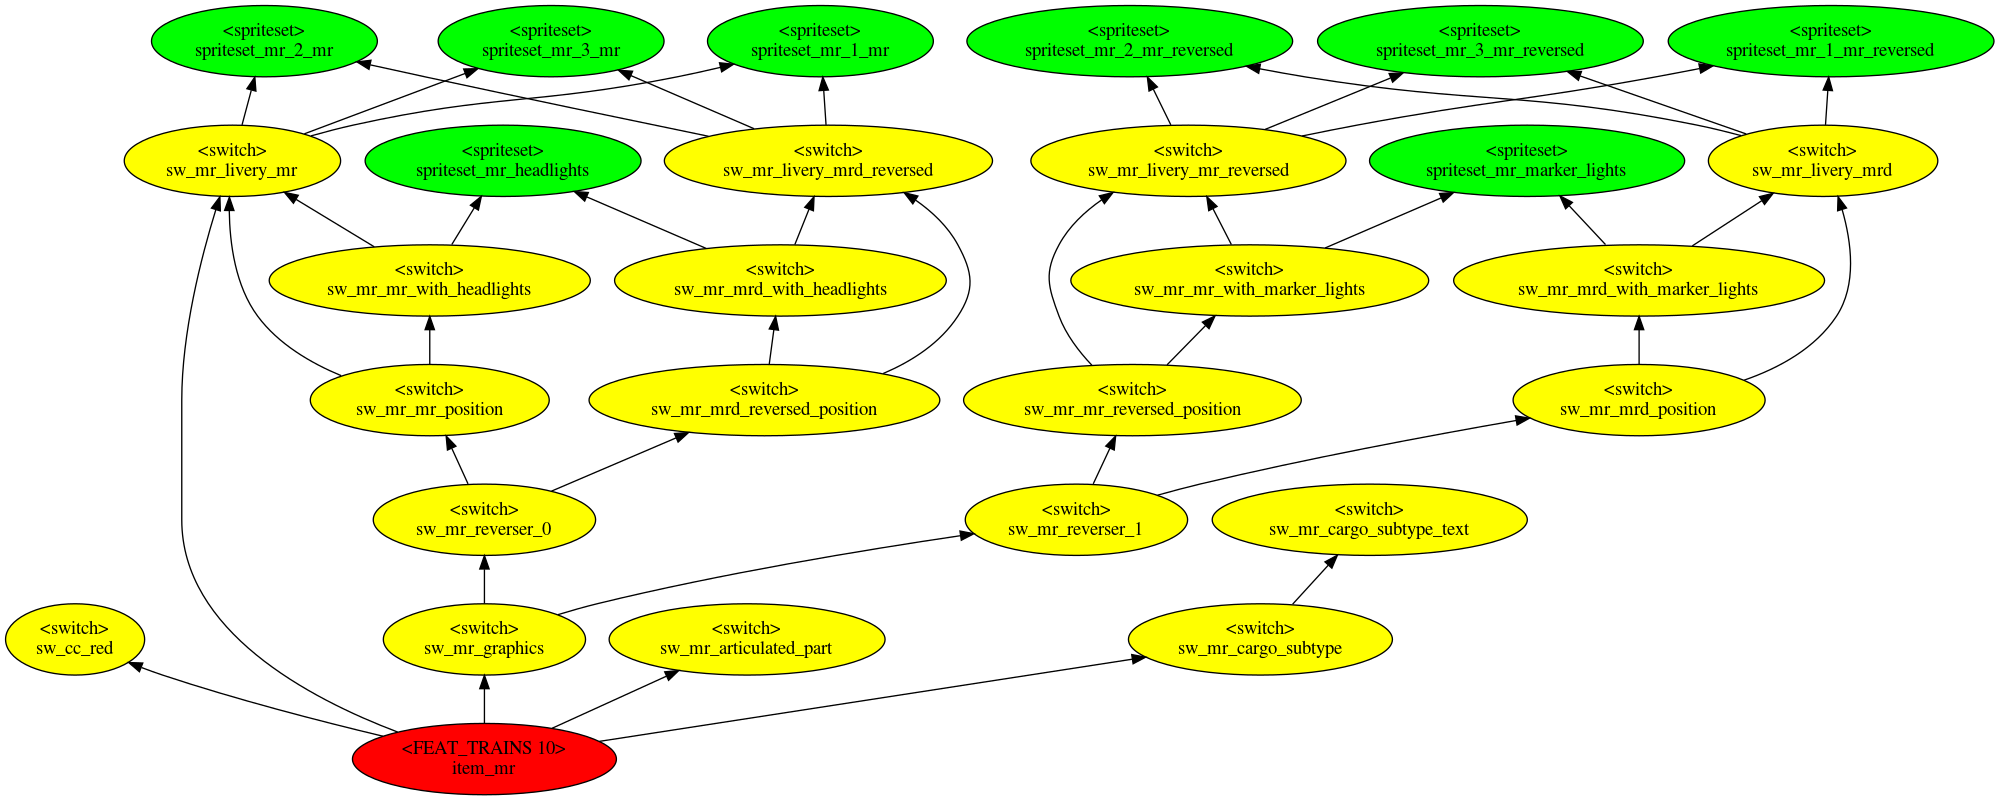 <spriteset>
spriteset_mr_2_mr
<spriteset>
spriteset_mr_3_mr
<spriteset>
spriteset_mr_1_mr
<spriteset>
spriteset_mr_2_mr_reversed
<spriteset>
spriteset_mr_3_mr_reversed
<spriteset>
spriteset_mr_1_mr_reversed
<switch>
sw_mr_livery_mr
<spriteset>
spriteset_mr_headlights
<switch>
sw_mr_livery_mrd_reversed
<switch>
sw_mr_livery_mr_reversed
<spriteset>
spriteset_mr_marker_lights
<switch>
sw_mr_livery_mrd
<switch>
sw_mr_mr_with_headlights
<switch>
sw_mr_mrd_with_headlights
<switch>
sw_mr_mr_with_marker_lights
<switch>
sw_mr_mrd_with_marker_lights
<switch>
sw_mr_mr_position
<switch>
sw_mr_mrd_reversed_position
<switch>
sw_mr_mr_reversed_position
<switch>
sw_mr_mrd_position
<switch>
sw_mr_reverser_0
<switch>
sw_mr_reverser_1
<switch>
sw_mr_cargo_subtype_text
<switch>
sw_cc_red
<switch>
sw_mr_graphics
<switch>
sw_mr_articulated_part
<switch>
sw_mr_cargo_subtype
<FEAT_TRAINS 10>
item_mr